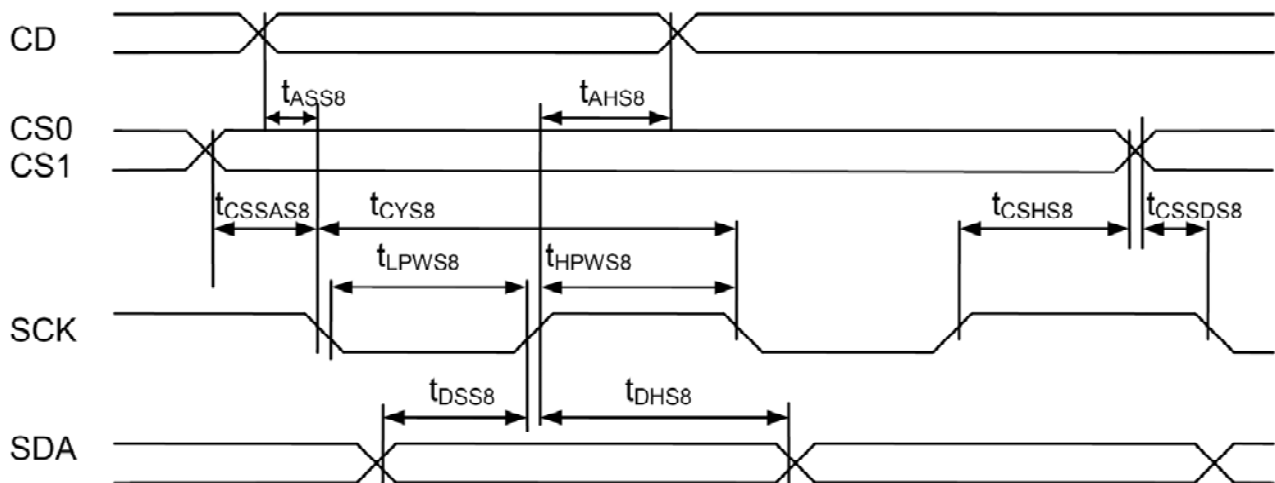 CD
tASS8 tAHS8
CS0
CS1
tCSSAS8 tCYS8 tCSHS8 tCSSDS8
tLPWS8 tHPWS8
SCK
tDSS8 tDHS8
SDA